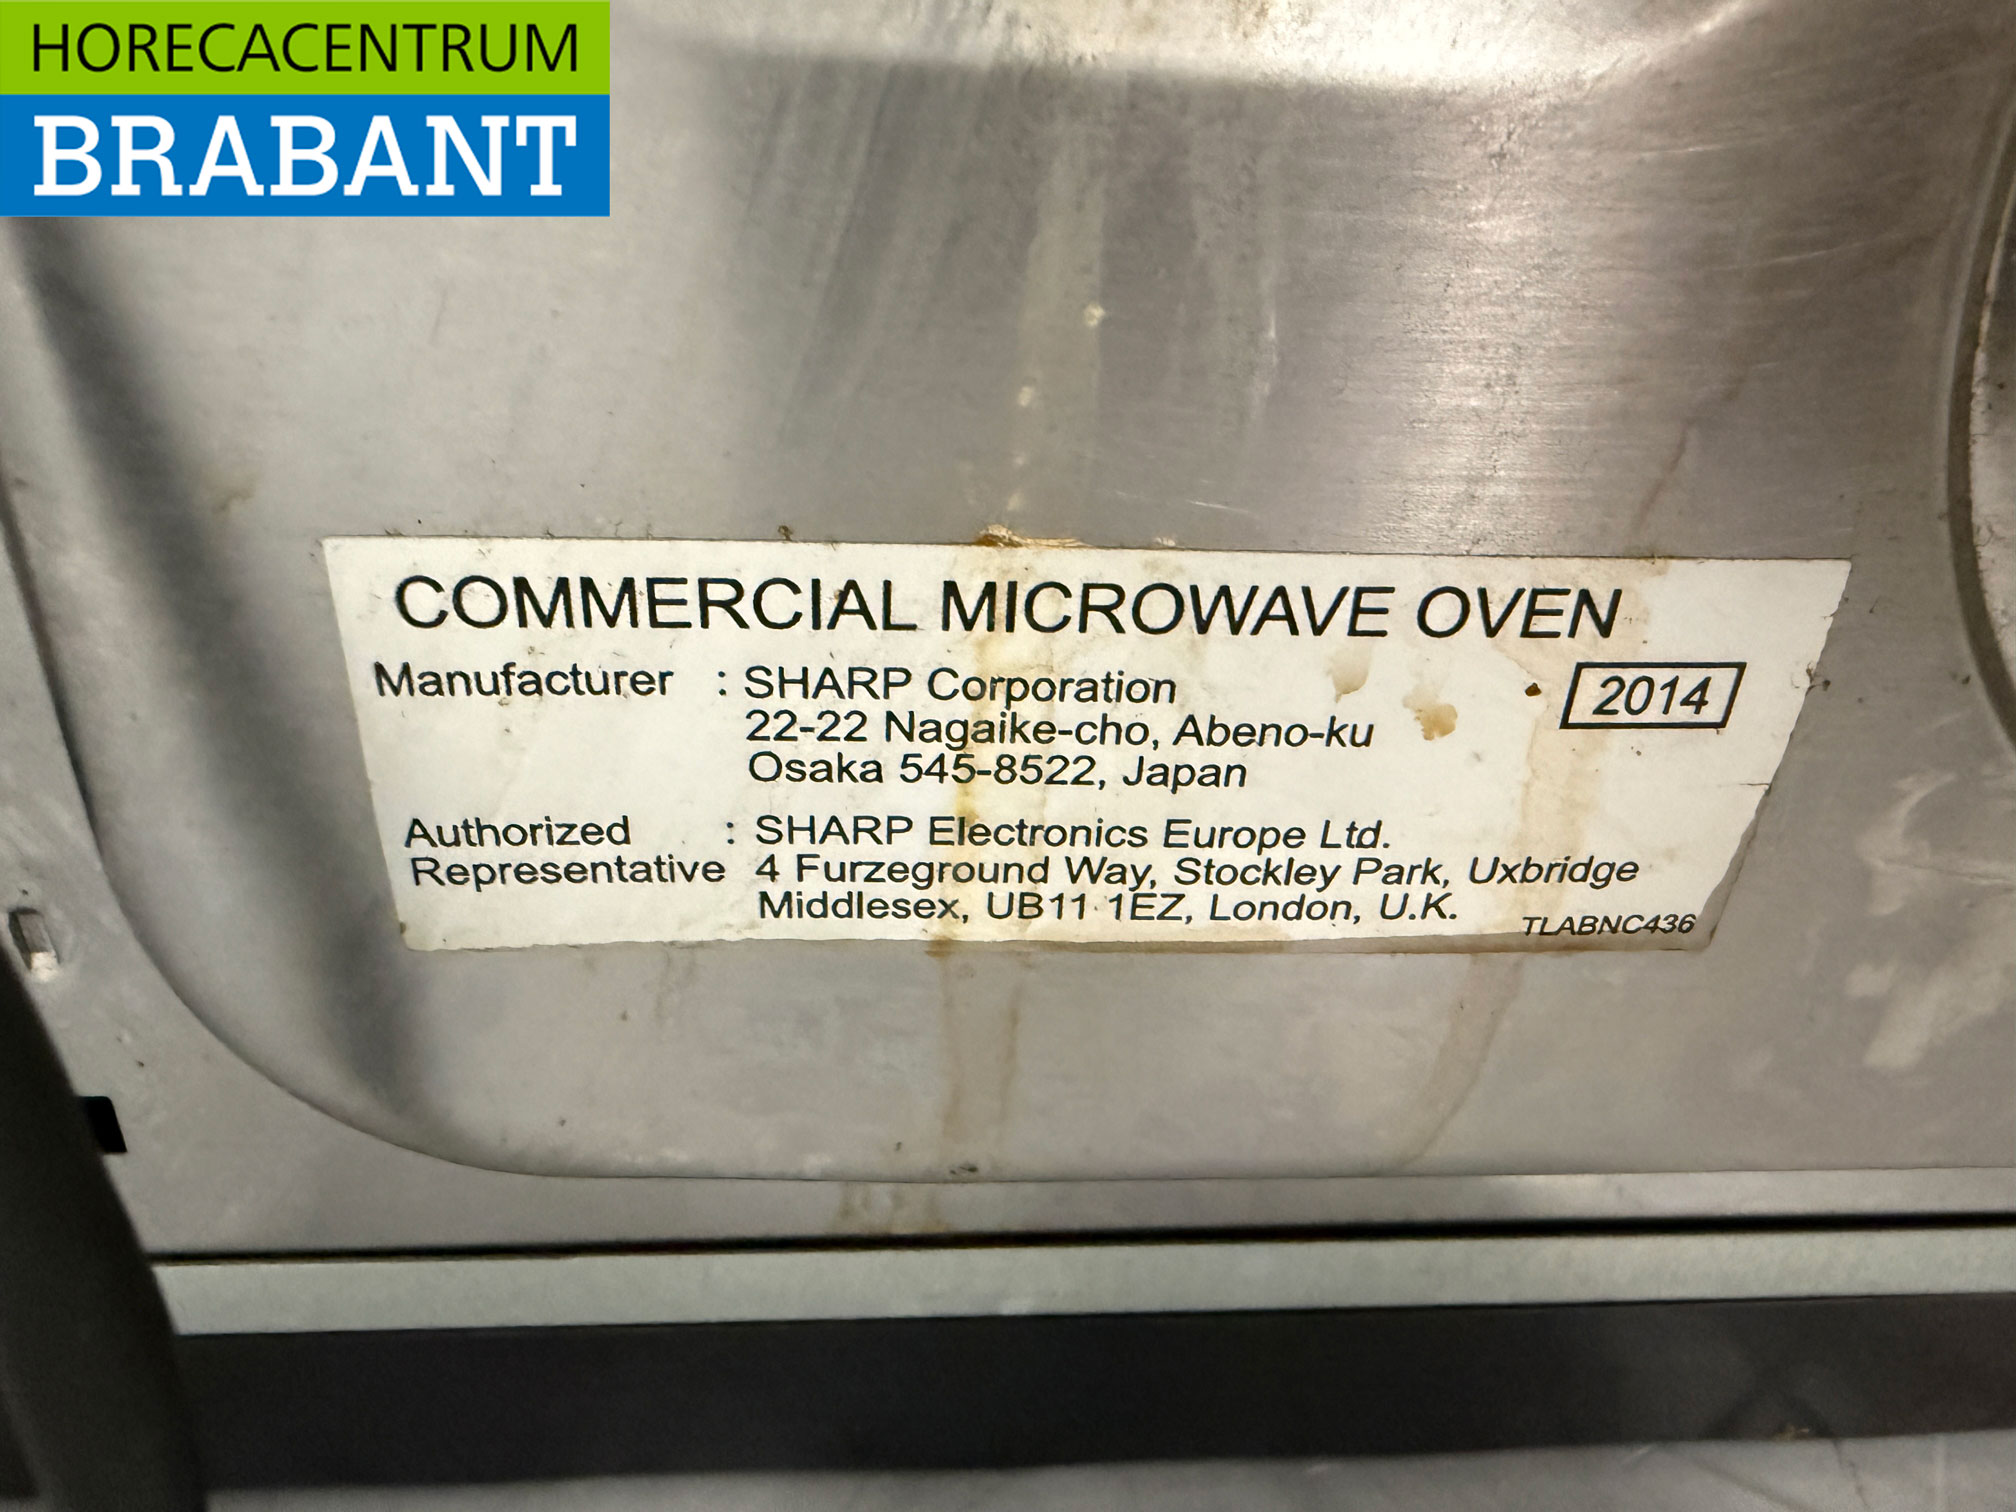 HORECACENTRUM
BRABANT
COMMERCIAL MICROWAVE OVEN
Manufacturer : SHARP Corporation
22-22 Nagaike-cho, Abeno-ku
Osaka 545-8522, Japan
2014
Authorized : SHARP Electronics Europe Ltd.
Representative 4 Furzeground Way, Stockley Park, Uxbridge
Middlesex, UB11 1EZ, London, U.K.
TLABNC436